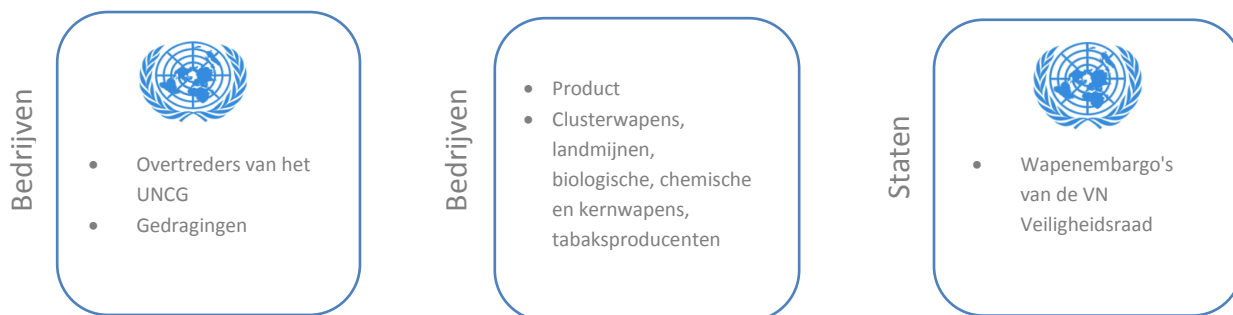 Bedrijven
• Overtreders van het
UNCG
• Gedragingen
Bedrijven
• Product
• Clusterwapens,
landmijnen,
biologische, chemische
en kernwapens,
tabaksproducenten
Staten
• Wapenembargo's
van de VN
Veiligheidsraad